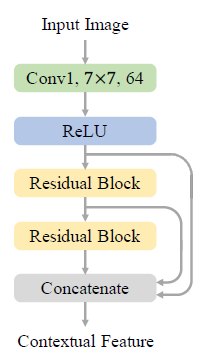 Input Image
Conv1, 7×7, 64
ReLU
Residual Block
Residual Block
Concatenate
Contextual Feature